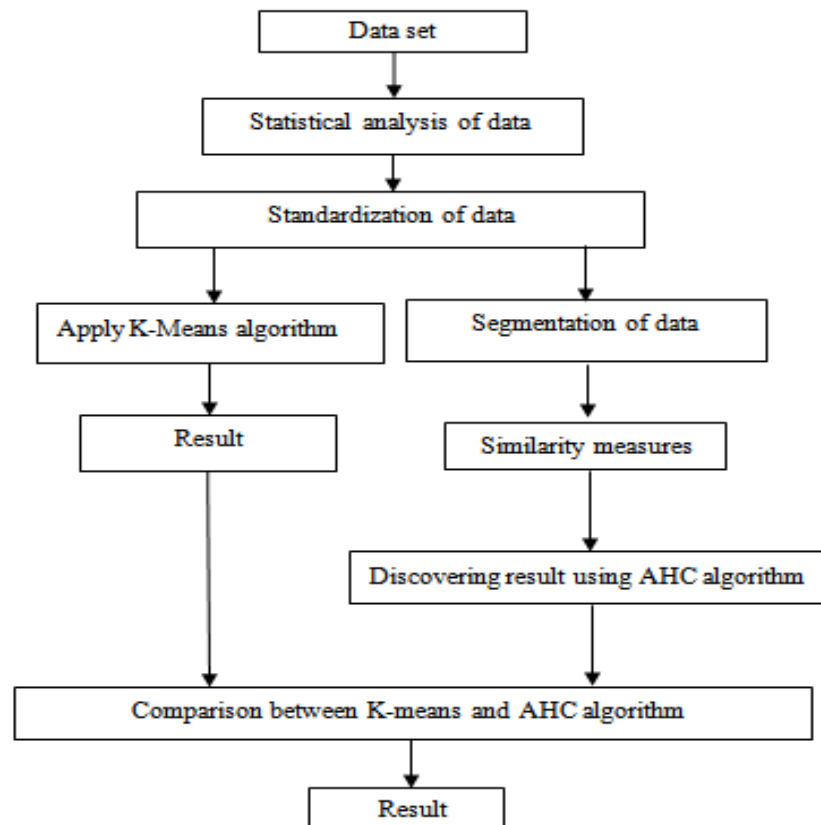 Data set
Statistical analysis of data
Standardization of data
Apply K-Means algorithm
Segmentation of data
Result
Similarity measures
Discovering result using AHC algorithm
Comparison between K-means and AHC algorithm
Result